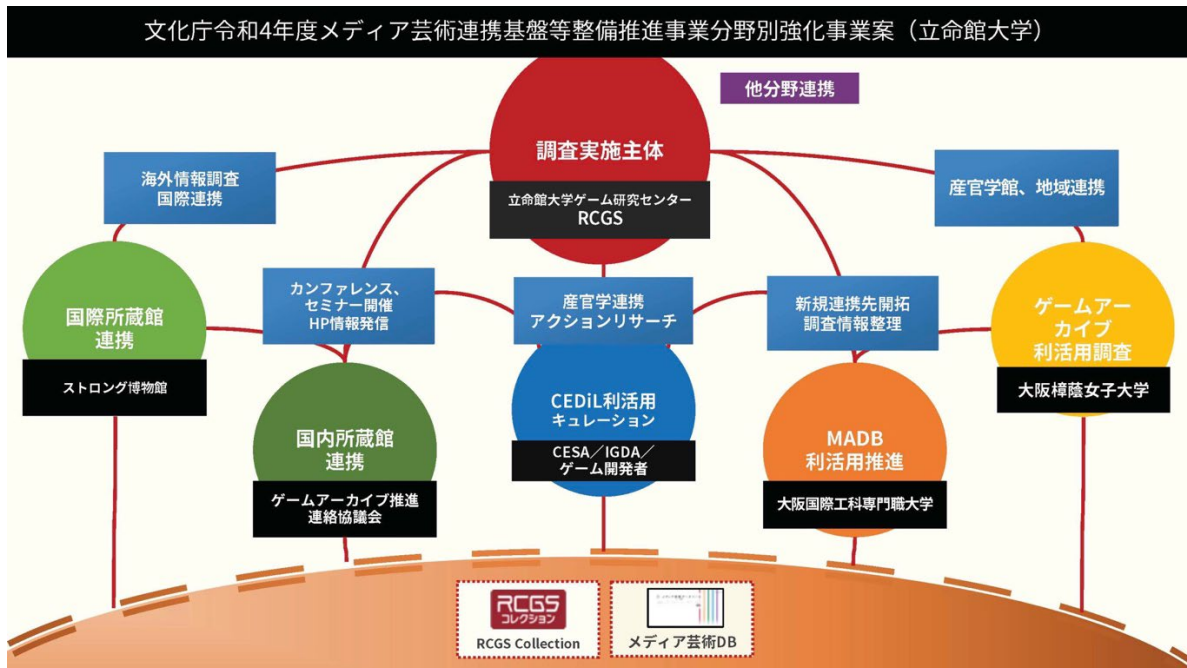 文化庁令和4年度メディア芸術連携基盤等整備推進事業分野別強化事業案（立命館大学）
他分野連携
調査実施主体
立命館大学ゲーム研究センター
RCGS
海外情報調査
国際連携
産官学館、地域連携
カンファレンス、
セミナー開催
HP情報発信
産官学連携
アクションリサーチ
新規連携先開拓
調査情報整理
国際所蔵館
連携
ストロング博物館
国内所蔵館
連携
ゲームアーカイブ推進
連絡協議会
CEDiL利活用
キュレーション
CESA／IGDA／
ゲーム開発者
MADB
利活用推進
大阪国際工科専門職大学
ゲームアー
カイブ
利活用調査
大阪樟蔭女子大学
RCGS
コレクション
RCGS Collection
メディア芸術DB